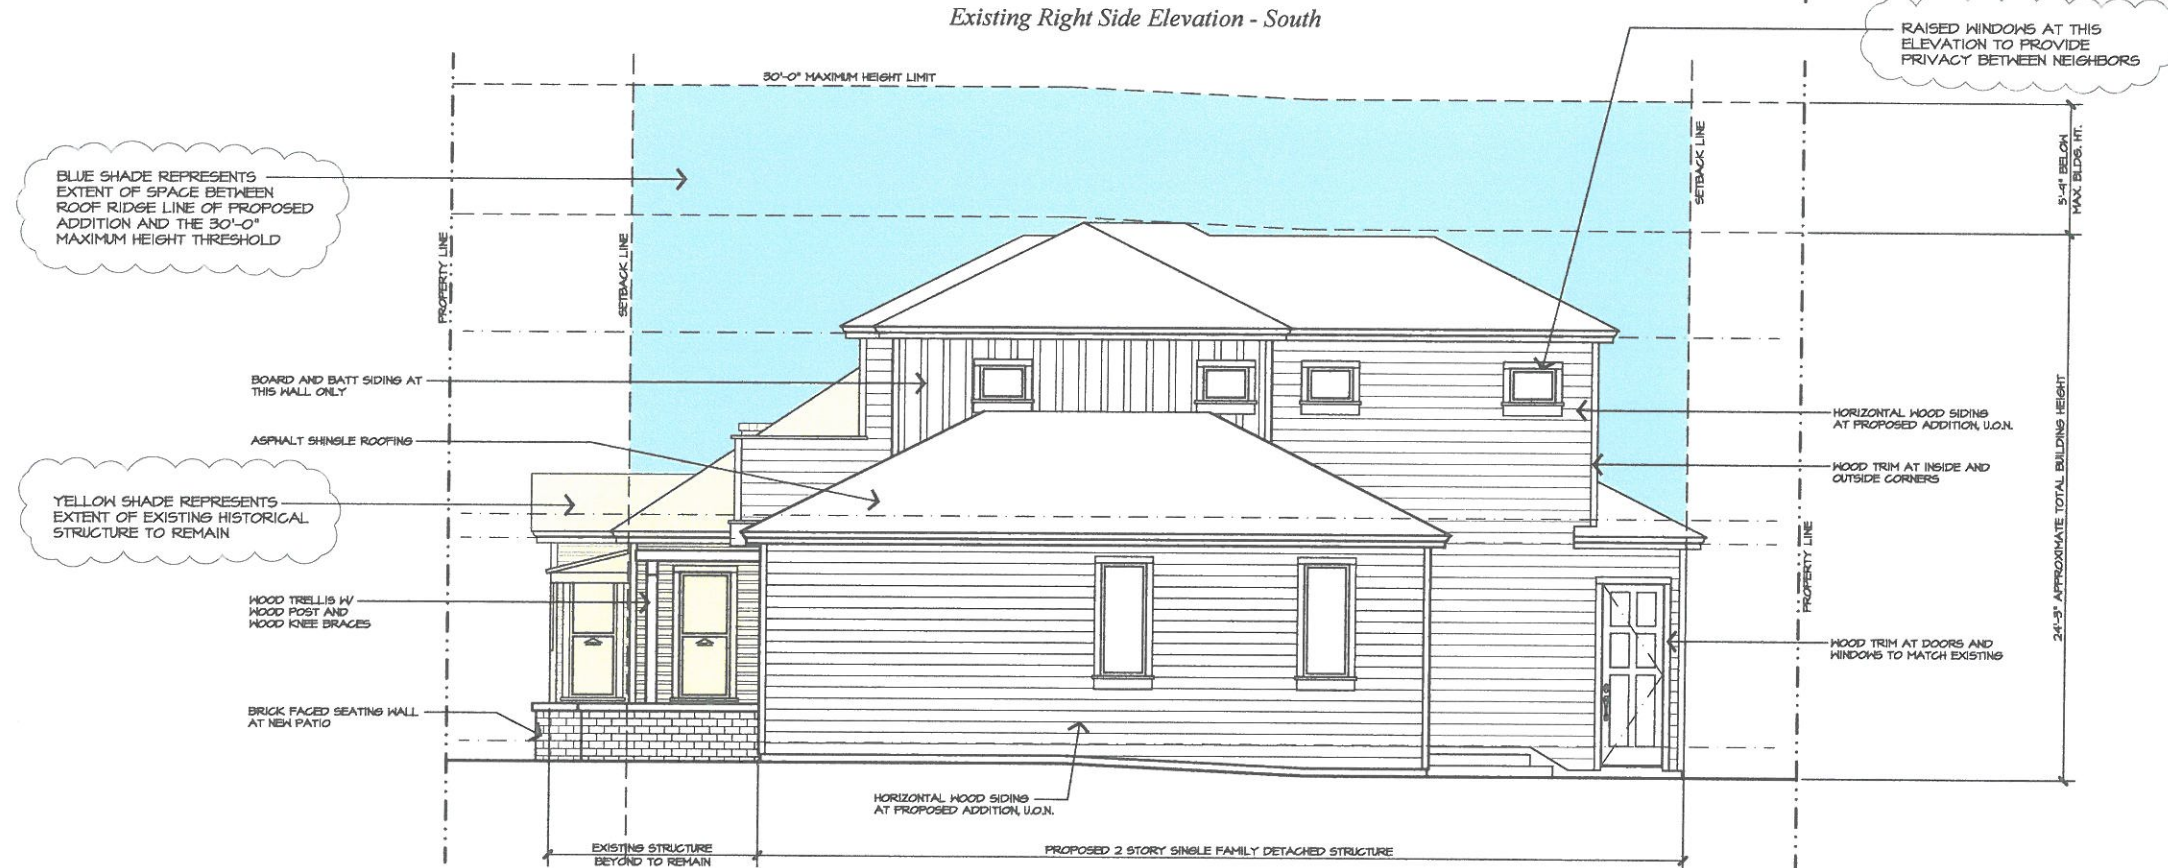 Existing Right Side Elevation - South
RAISED WINDOWS AT THIS
ELEVATION TO PROVIDE
PRIVACY BETWEEN NEIGHBORS
30'-0" MAXIMUM HEIGHT LIMIT
SETBACK LINE
5'-9" BELOW
MAX. BLDG. HT.
BLUE SHADE REPRESENTS
EXTENT OF SPACE BETWEEN
ROOF RIDGE LINE OF PROPOSED
ADDITION AND THE 30'-0"
MAXIMUM HEIGHT THRESHOLD
PROPERTY LINE
SETBACK LINE
BOARD AND BATT SIDING AT
THIS WALL ONLY
ASPHALT SHINGLE ROOFING
YELLOW SHADE REPRESENTS
EXTENT OF EXISTING HISTORICAL
STRUCTURE TO REMAIN
WOOD TRELLIS W/
WOOD POST AND
WOOD KNEE BRACES
BRICK FACED SEATING WALL
AT NEW PATIO
HORIZONTAL WOOD SIDING
AT PROPOSED ADDITION, U.O.N.
WOOD TRIM AT INSIDE AND
OUTSIDE CORNERS
PROPERTY LINE
24'-3" APPROXIMATE TOTAL BUILDING HEIGHT
WOOD TRIM AT DOORS AND
WINDOWS TO MATCH EXISTING
HORIZONTAL WOOD SIDING
AT PROPOSED ADDITION, U.O.N.
EXISTING STRUCTURE
BEYOND TO REMAIN
PROPOSED 2 STORY SINGLE FAMILY DETACHED STRUCTURE